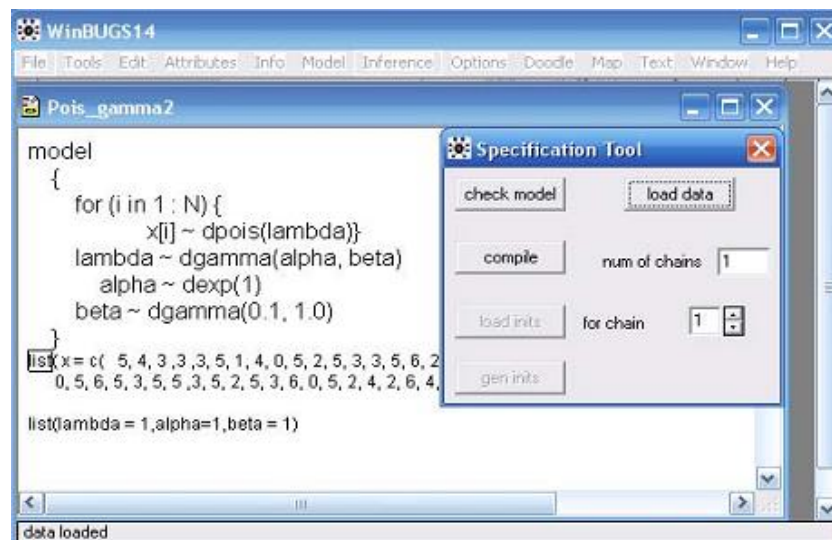 WinBUGS14
File Tools Edit Attributes Info Model Inference Options Doodle Map Text Window Help
Pois_gamma2
model
{
for (i in 1 : N) {
x[i] ~ dpois(lambda)}
lambda ~ dgamma(alpha, beta)
alpha ~ dexp(1)
beta ~ dgamma(0.1, 1.0)
}
list( x = c( 5, 4, 3 ,3 ,3, 5, 1, 4, 0, 5, 2, 5, 3, 3, 5, 6, 2
0, 5, 6, 5, 3, 5, 5 ,3, 5, 2, 5, 3, 6, 0, 5, 2, 4, 2, 6, 4,
list(lambda = 1,alpha=1,beta = 1)
Specification Tool
check model load data
compile num of chains 1
load inits for chain 1
gen inits
data loaded